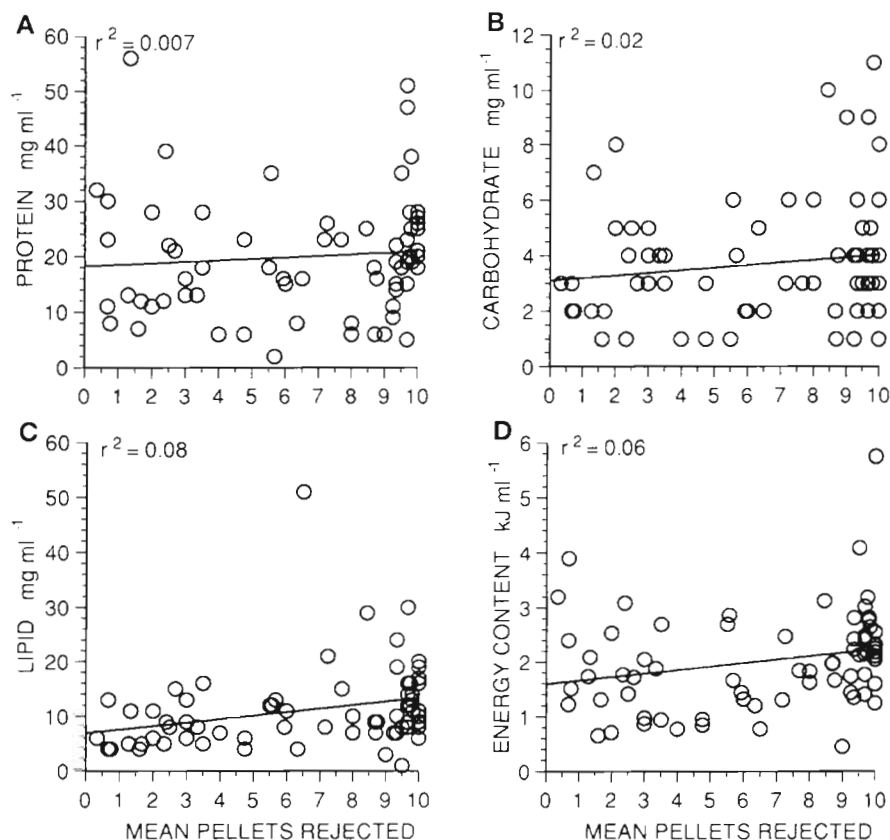 A
r² = 0.007
PROTEIN mg ml⁻¹
60
50
40
30
20
10
0
0 1 2 3 4 5 6 7 8 9 10
B
r² = 0.02
CARBOHYDRATE mg ml⁻¹
12
10
8
6
4
2
0
0 1 2 3 4 5 6 7 8 9 10
C
r² = 0.08
LIPID mg ml⁻¹
60
50
40
30
20
10
0
0 1 2 3 4 5 6 7 8 9 10
MEAN PELLETS REJECTED
D
r² = 0.06
ENERGY CONTENT kJ ml⁻¹
6
5
4
3
2
1
0
0 1 2 3 4 5 6 7 8 9 10
MEAN PELLETS REJECTED